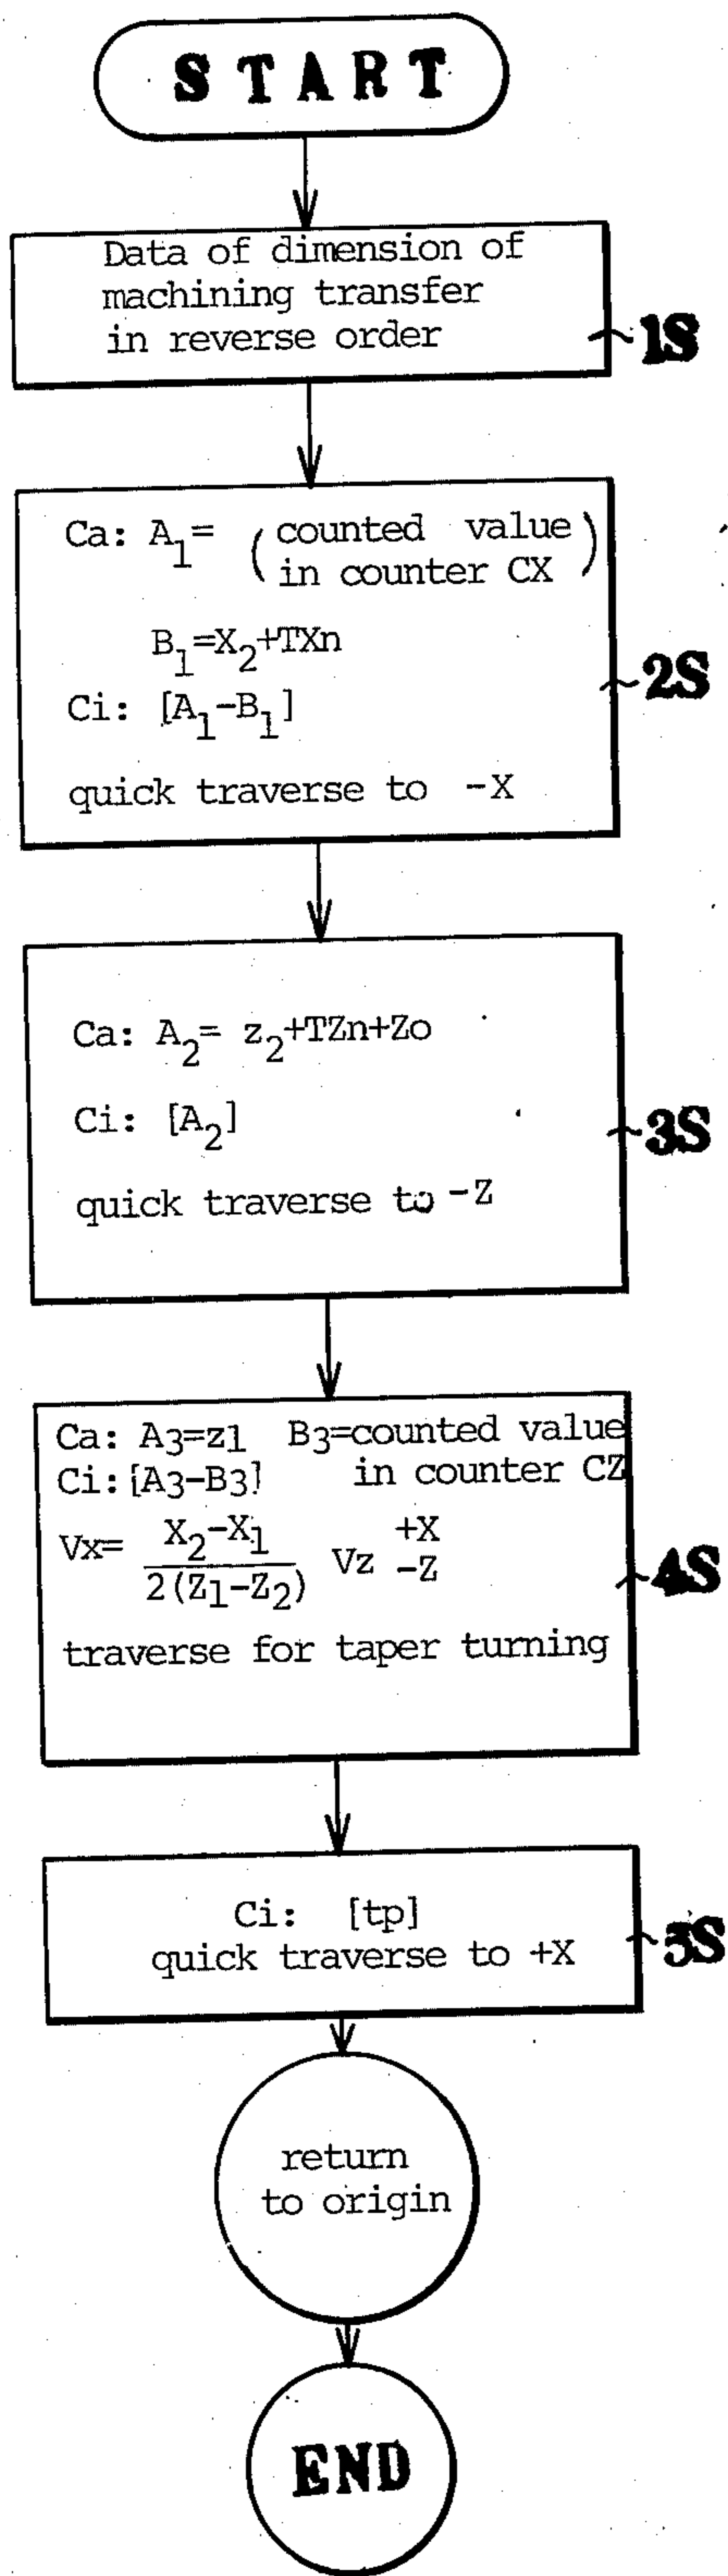 START
Data of dimension of
machining transfer
in reverse order
1S
Ca: A₁= (counted value
in counter CX)
B₁=X₂+TXn
Ci: [A₁-B₁]
quick traverse to -X
2S
Ca: A₂= z₂+TZn+Zo
Ci: [A₂]
quick traverse to -Z
3S
Ca: A3=z1 B3=counted value
Ci:[A3-B3] in counter CZ
Vx= X₂-X₁ / 2(Z₁-Z₂) Vz +X -Z
traverse for taper turning
4S
Ci: [tp]
quick traverse to +X
5S
return
to origin
END